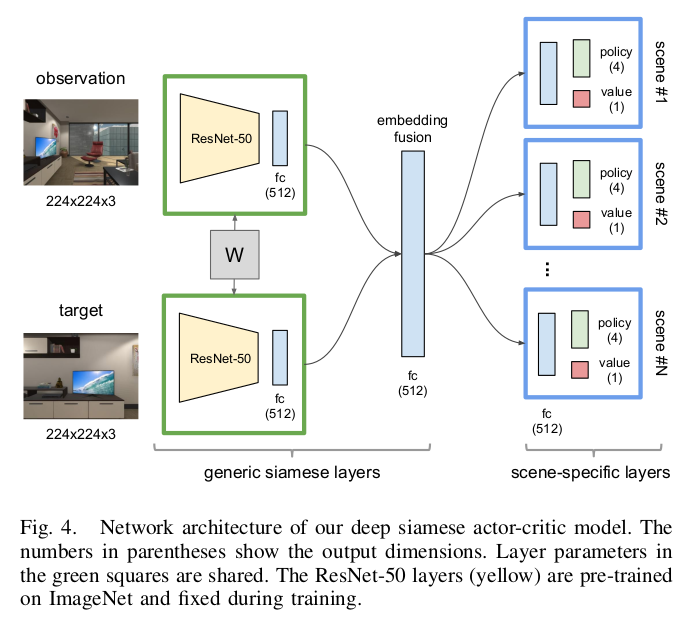 observation
224x224x3
target
224x224x3
ResNet-50
fc
(512)
W
ResNet-50
fc
(512)
generic siamese layers
embedding
fusion
fc
(512)
policy
(4)
value
(1)
scene #1
policy
(4)
value
(1)
scene #2
...
policy
(4)
value
(1)
scene #N
fc
(512)
scene-specific layers
Fig. 4. Network architecture of our deep siamese actor-critic model. The
numbers in parentheses show the output dimensions. Layer parameters in
the green squares are shared. The ResNet-50 layers (yellow) are pre-trained
on ImageNet and fixed during training.